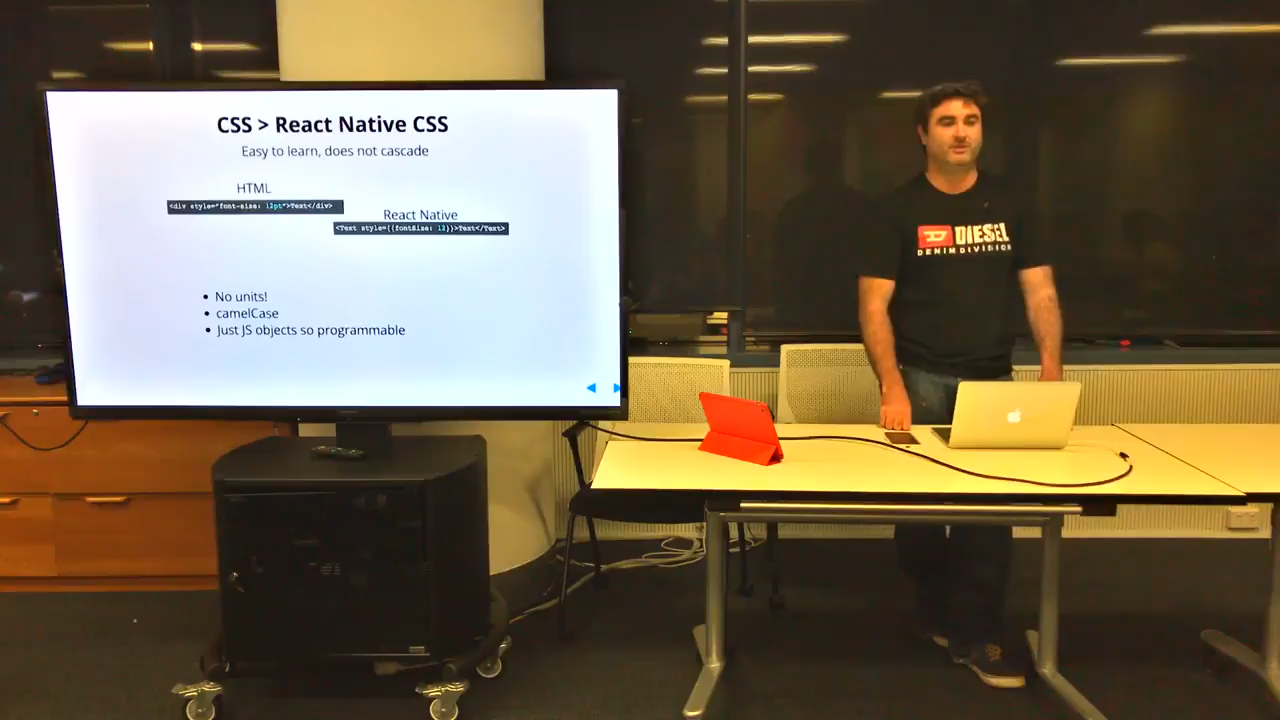 CSS > React Native CSS
Easy to learn, does not cascade
HTML
<div style="font-size: 12pt">Text</div>
React Native
<Text style={{fontSize: 12}}>Text</Text>
No units!
camelCase
Just JS objects so programmable
DIESEL
DENIM DIVISION